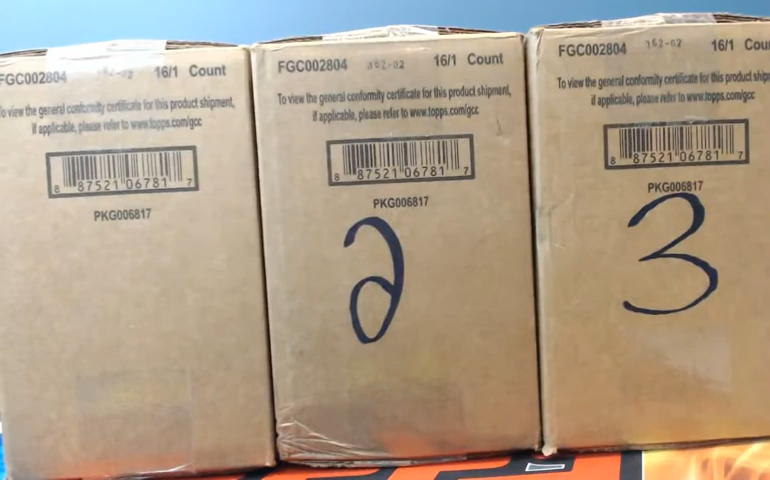 FGC002804 16/1 Count
To view the general conformity certificate for this product shipment,
if applicable, please refer to www.topps.com/gcc
8 87521 06781 7
PKG006817
FGC002804 362-02 16/1 Count
To view the general conformity certificate for this product shipment,
if applicable, please refer to www.topps.com/gcc
8 87521 06781 7
PKG006817
2
FGC002804 362-02 16/1 Cou
To view the general conformity certificate for this product ship
if applicable, please refer to www.topps.com/gcc
8 87521 06781 7
PKG006817
3